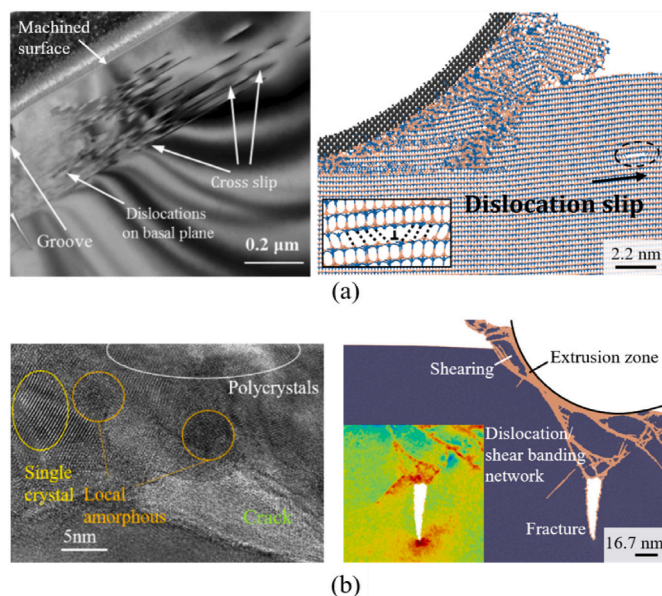 Machined
surface
Cross slip
Dislocations
on basal plane
Groove
0.2 μm
Dislocation slip
2.2 nm
(a)
Polycrystals
Single
crystal
Local
amorphous
Crack
5nm
Shearing
Extrusion zone
Dislocation/
shear banding
network
Fracture
16.7 nm
(b)